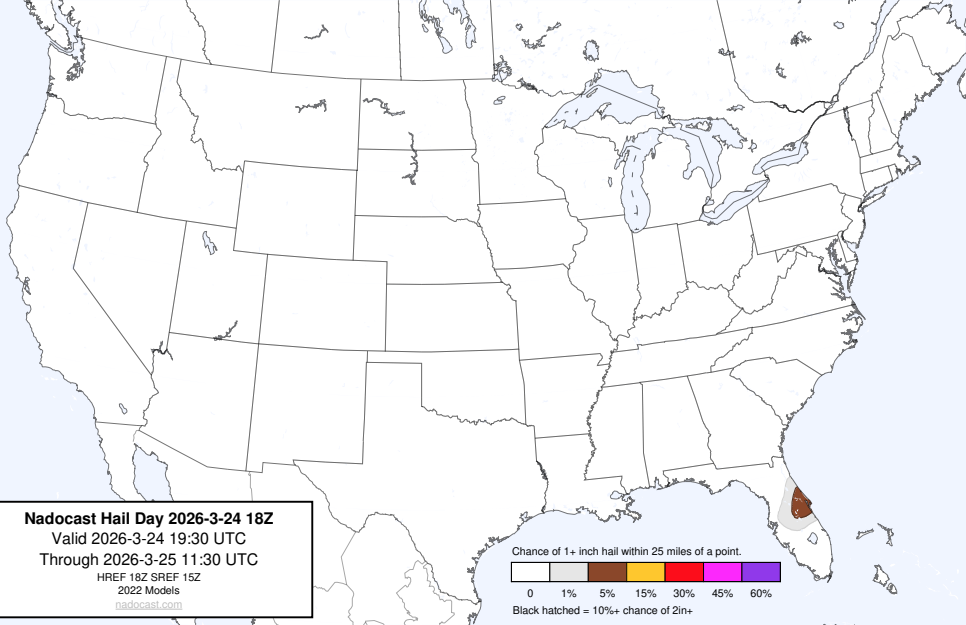 Nadocast Hail Day 2026-3-24 18Z
Valid 2026-3-24 19:30 UTC
Through 2026-3-25 11:30 UTC
HREF 18Z SREF 15Z
2022 Models
nadocast.com
Chance of 1+ inch hail within 25 miles of a point.
0 1% 5% 15% 30% 45% 60%
Black hatched = 10%+ chance of 2in+